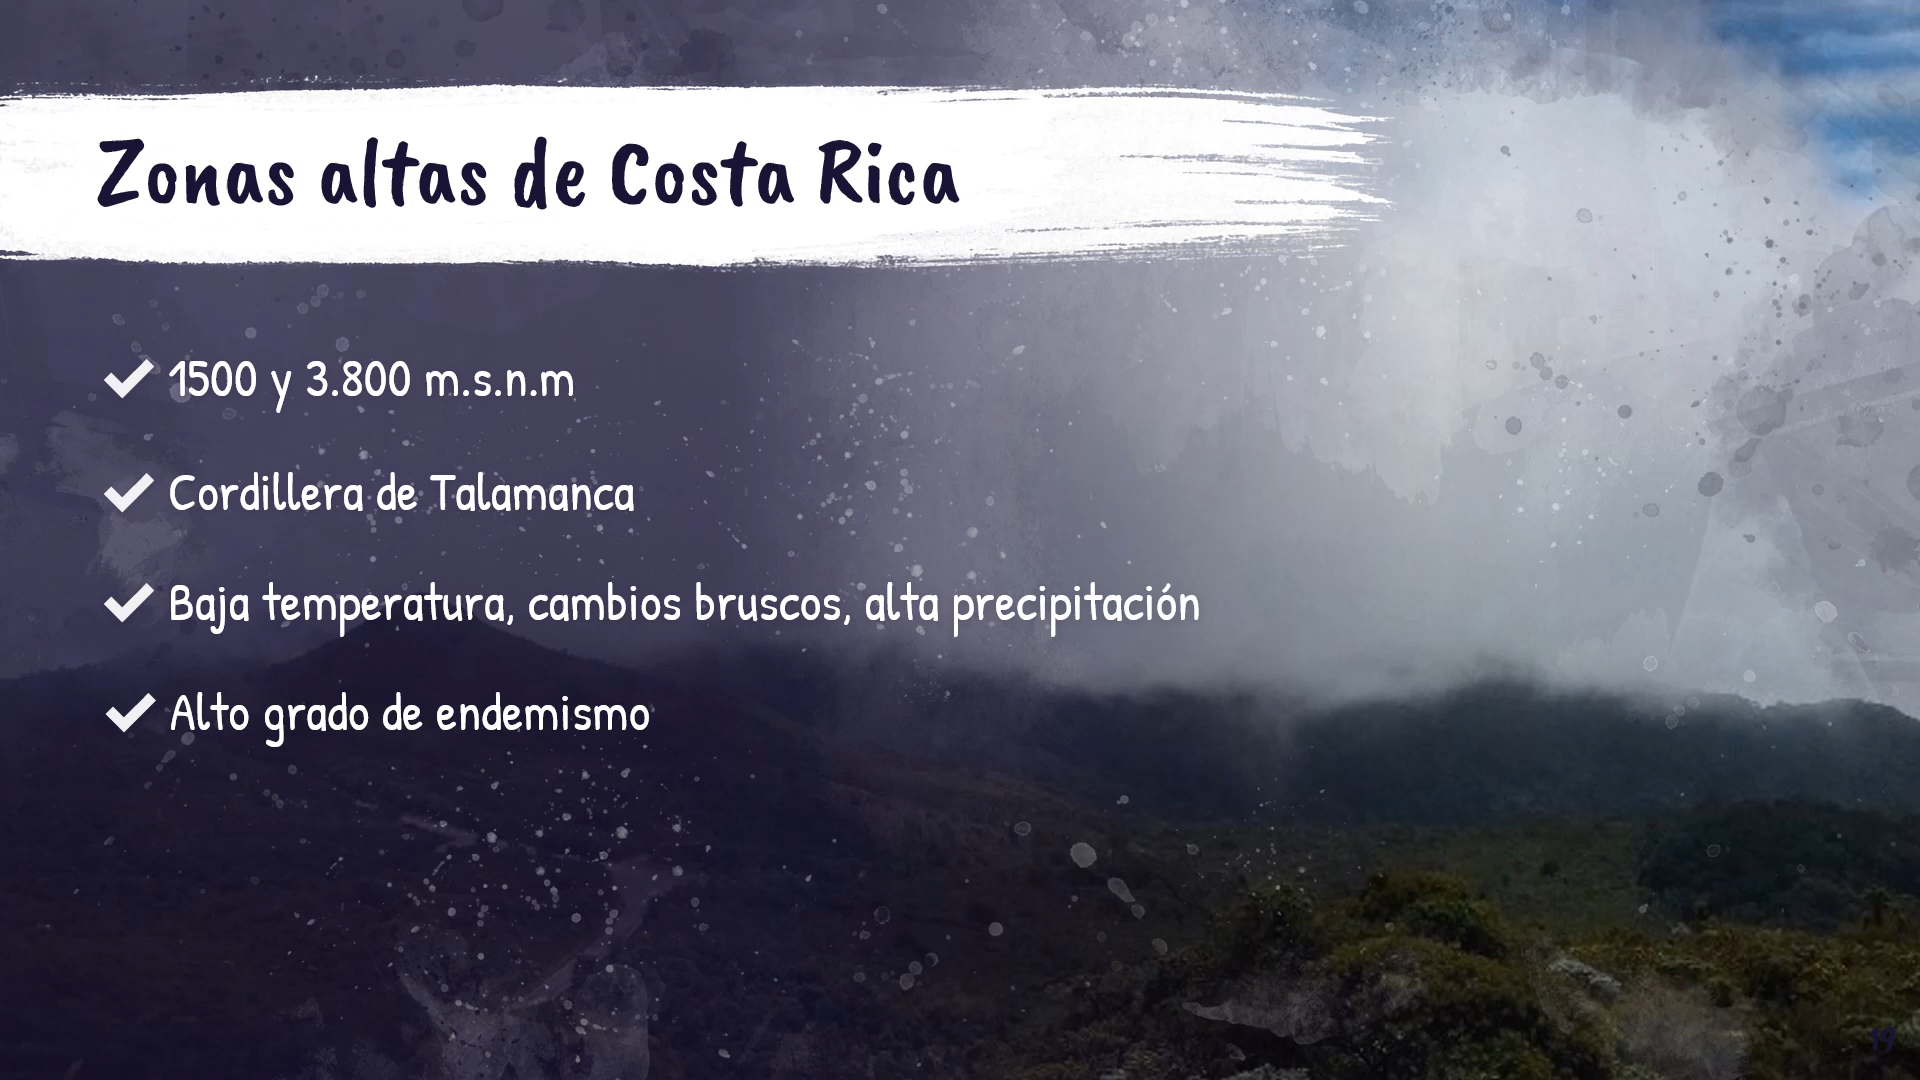 Zonas altas de Costa Rica
1500 y 3.800 m.s.n.m
Cordillera de Talamanca
Baja temperatura, cambios bruscos, alta precipitación
Alto grado de endemismo
19